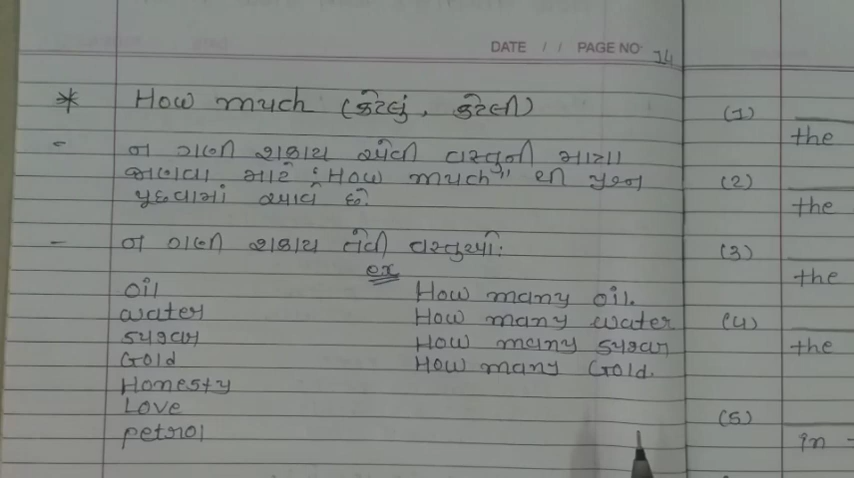 DATE / / PAGE NO 14
* How much (કેટલું, કેટલી)
- ન ગણી શકાય એવી વસ્તુની માત્રા
જાણવા માટે "How much" થી પ્રશ્ન
પુછવામાં આવે છે.
- ન ગણી શકાય તેવી વસ્તુઓ:
ex
oil How many oil.
water How many water
sugar How many sugar
Gold How many Gold.
Honesty
Love
petrol
(1)
the
(2)
the
(3)
the
(4)
the
(5)
in